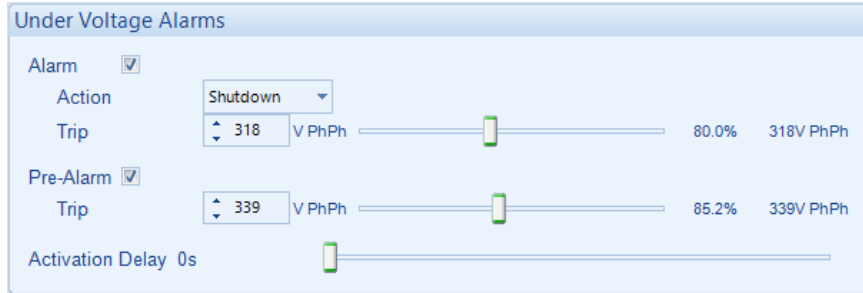 Under Voltage Alarms
Alarm
Action Shutdown
Trip 318 V PhPh 80.0% 318V PhPh
Pre-Alarm
Trip 339 V PhPh 85.2% 339V PhPh
Activation Delay 0s